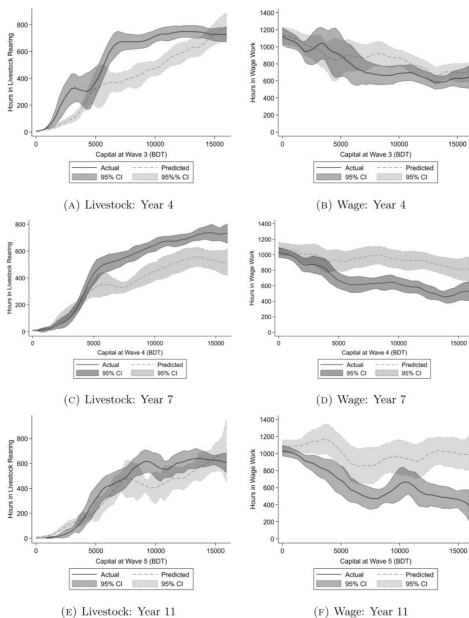 Hours in Livestock Rearing
800
600
400
200
0
0 5000 10000 15000
Capital at Wave 3 (BDT)
Actual Predicted
95% CI 95%% CI
(A) Livestock: Year 4
Hours in Wage Work
1400
1200
1000
800
600
400
200
0
0 5000 10000 15000
Capital at Wave 3 (BDT)
Actual Predicted
95% CI 95% CI
(B) Wage: Year 4
Hours in Livestock Rearing
800
600
400
200
0
0 5000 10000 15000
Capital at Wave 4 (BDT)
Actual Predicted
95% CI 95% CI
(C) Livestock: Year 7
Hours in Wage Work
1400
1200
1000
800
600
400
200
0
0 5000 10000 15000
Capital at Wave 4 (BDT)
Actual Predicted
95% CI 95% CI
(D) Wage: Year 7
Hours in Livestock Rearing
1000
800
600
400
200
0
0 5000 10000 15000
Capital at Wave 5 (BDT)
Actual Predicted
95% CI 95% CI
(E) Livestock: Year 11
Hours in Wage Work
1400
1200
1000
800
600
400
200
0
0 5000 10000 15000
Capital at Wave 5 (BDT)
Actual Predicted
95% CI 95% CI
(F) Wage: Year 11